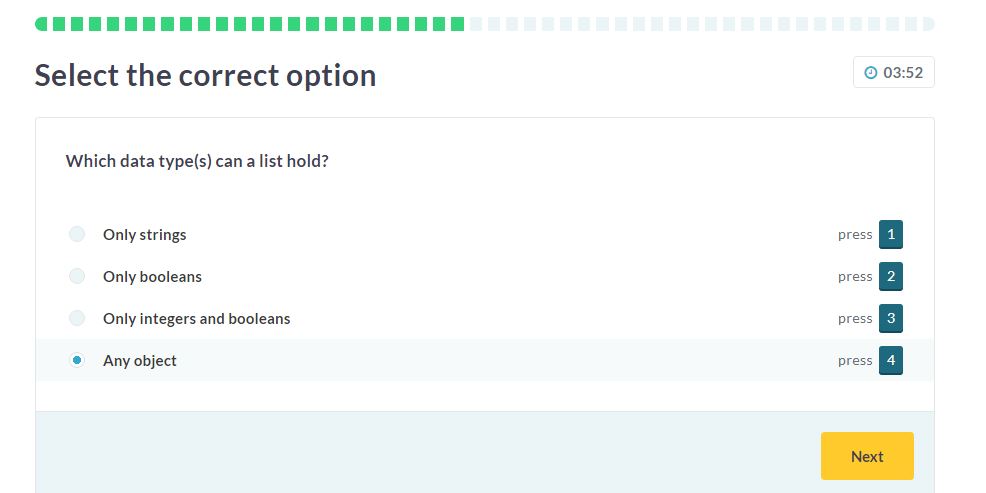 Select the correct option
03:52
Which data type(s) can a list hold?
Only strings press 1
Only booleans press 2
Only integers and booleans press 3
Any object press 4
Next